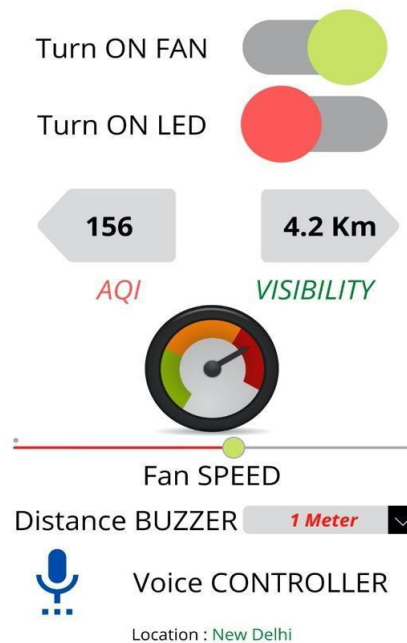 Turn ON FAN
Turn ON LED
156 4.2 Km
AQI VISIBILITY
Fan SPEED
Distance BUZZER 1 Meter
Voice CONTROLLER
Location : New Delhi